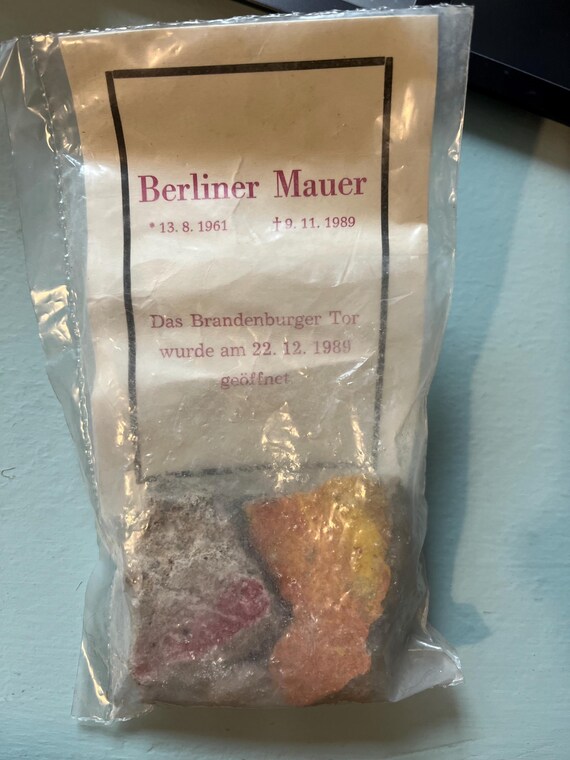 Berliner Mauer
* 13. 8. 1961 † 9. 11. 1989
Das Brandenburger Tor
wurde am 22. 12. 1989
geöffnet